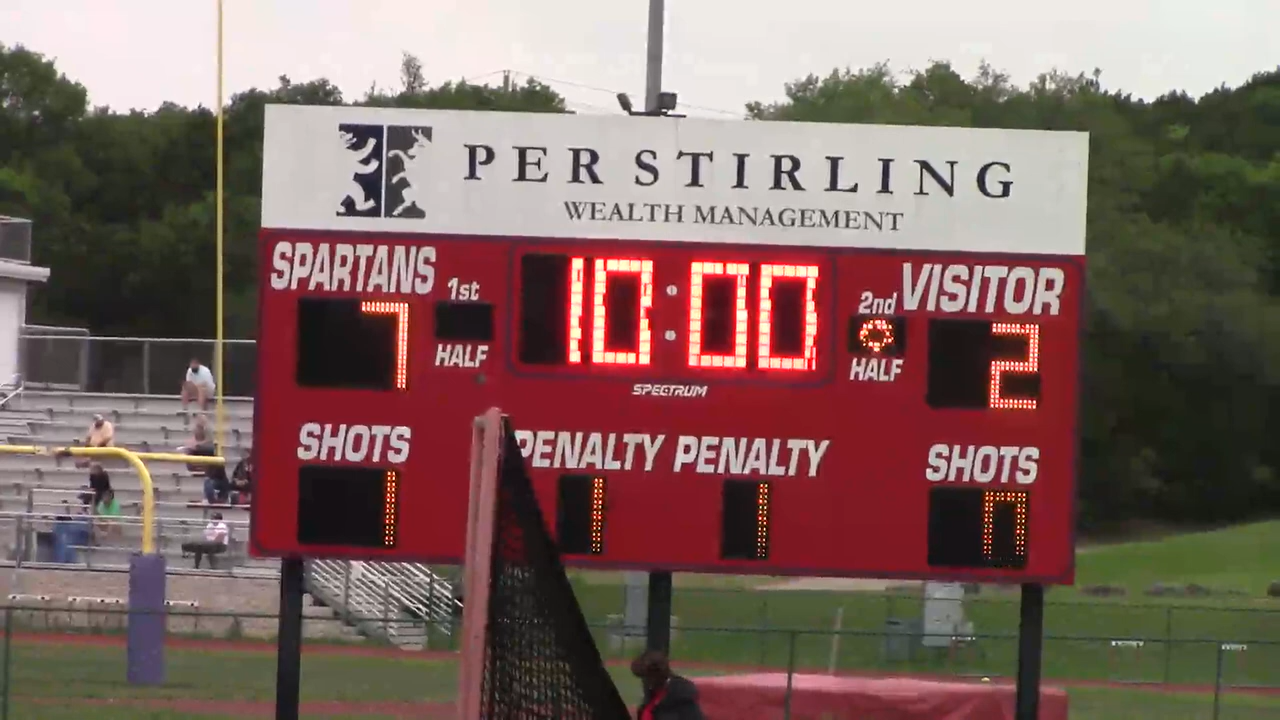 PER STIRLING
WEALTH MANAGEMENT
SPARTANS 1st 10:00 2nd VISITOR
7 HALF HALF 2
SPECTRUM
SHOTS PENALTY PENALTY SHOTS
1 1 1 0